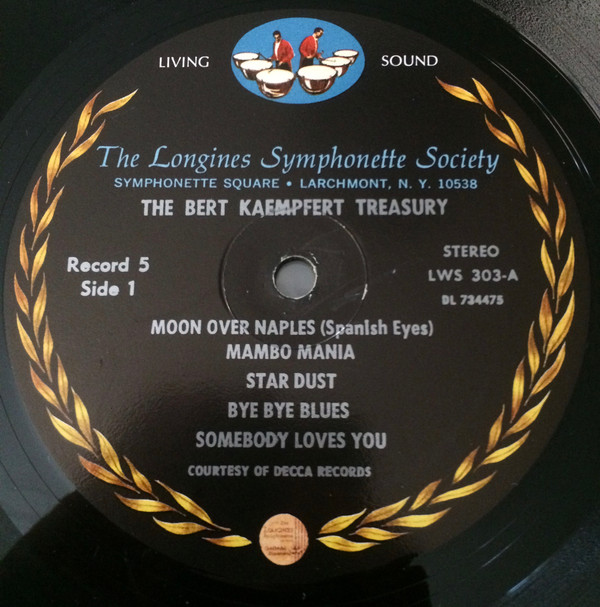 LIVING SOUND
The Longines Symphonette Society
SYMPHONETTE SQUARE • LARCHMONT, N. Y. 10538
THE BERT KAEMPFERT TREASURY
Record 5
Side 1
STEREO
LWS 303-A
DL 734475
MOON OVER NAPLES (Spanish Eyes)
MAMBO MANIA
STAR DUST
BYE BYE BLUES
SOMEBODY LOVES YOU
COURTESY OF DECCA RECORDS